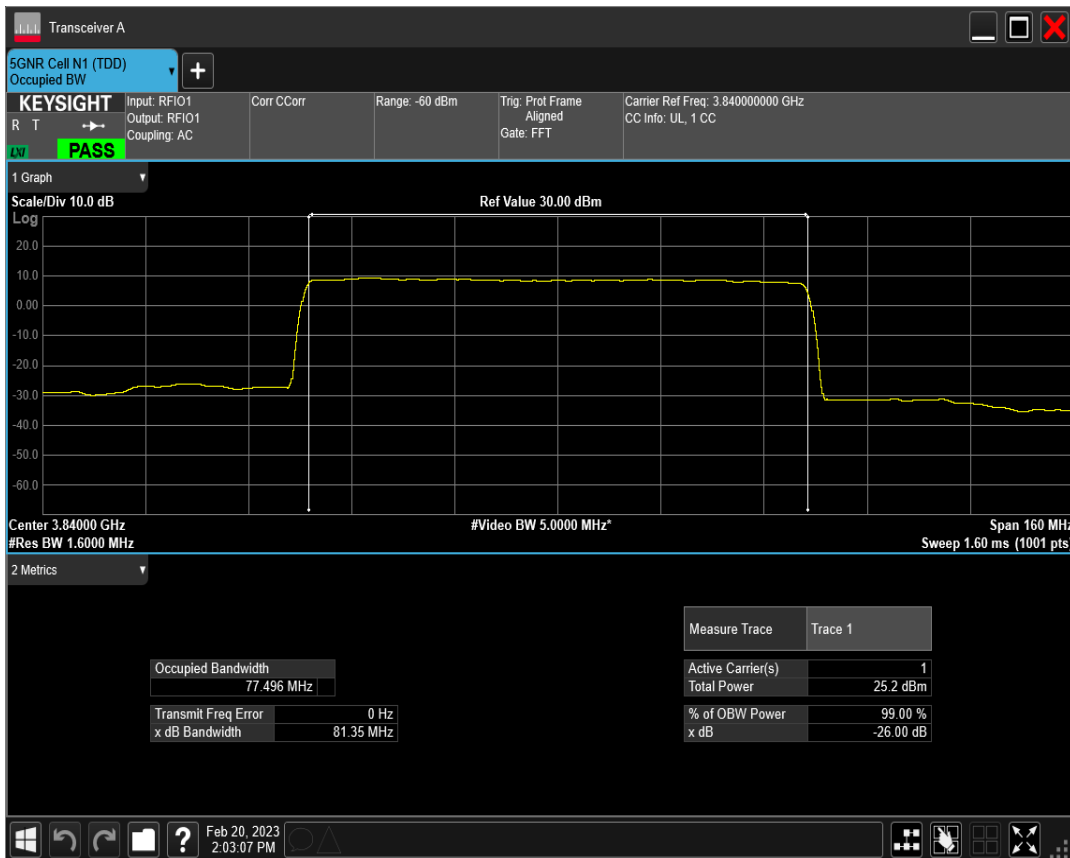 Transceiver A
5GNR Cell N1 (TDD)
Occupied BW
+
KEYSIGHT
R T
LXI
PASS
Input: RFIO1
Output: RFIO1
Coupling: AC
Corr CCorr
Range: -60 dBm
Trig: Prot Frame
Aligned
Gate: FFT
Carrier Ref Freq: 3.840000000 GHz
CC Info: UL, 1 CC
1 Graph
Scale/Div 10.0 dB
Ref Value 30.00 dBm
Log
20.0
10.0
0.00
-10.0
-20.0
-30.0
-40.0
-50.0
-60.0
Center 3.84000 GHz
#Video BW 5.0000 MHz*
Span 160 MHz
#Res BW 1.6000 MHz
Sweep 1.60 ms (1001 pts)
2 Metrics
Measure Trace Trace 1
Occupied Bandwidth
77.496 MHz
Active Carrier(s) 1
Total Power 25.2 dBm
Transmit Freq Error 0 Hz
x dB Bandwidth 81.35 MHz
% of OBW Power 99.00 %
x dB -26.00 dB
?
Feb 20, 2023
2:03:07 PM